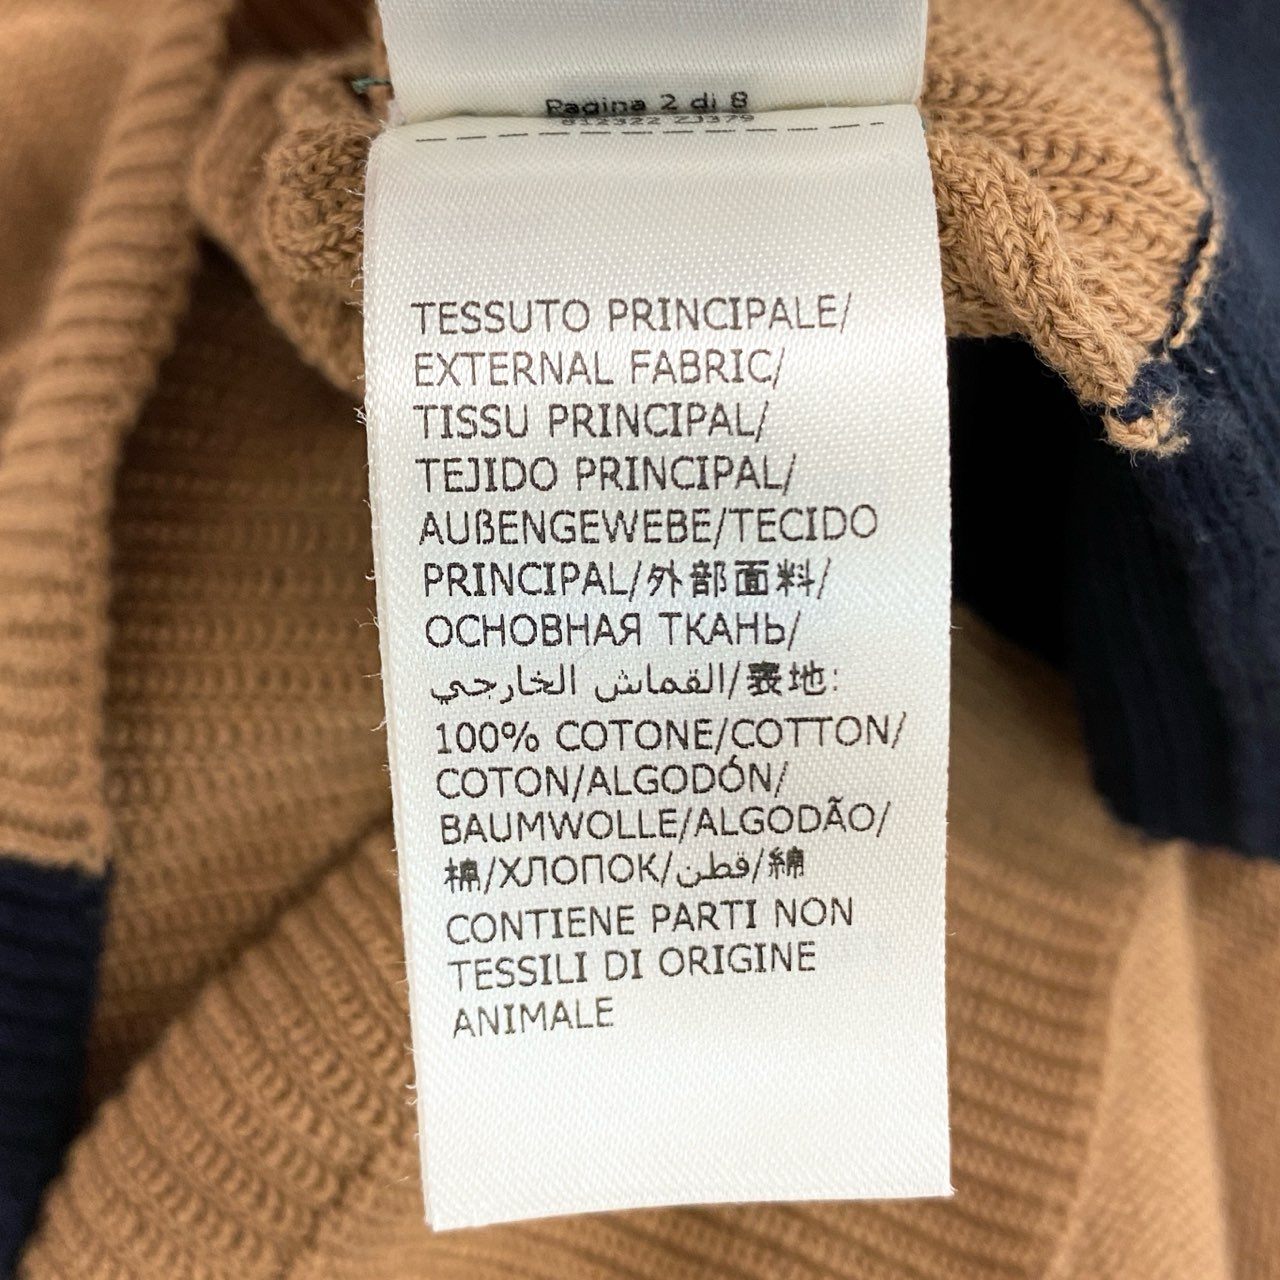 Pagina 2 di 8
TESSUTO PRINCIPALE/
EXTERNAL FABRIC/
TISSU PRINCIPAL/
TEJIDO PRINCIPAL/
AUßENGEWEBE/TECIDO
PRINCIPAL/外部面料/
ОСНОВНАЯ ТКАНЬ/
القماش الخارجي/表地:
100% COTONE/COTTON/
COTON/ALGODÓN/
BAUMWOLLE/ALGODÃO/
棉/ХЛОПОК/قطن/綿
CONTIENE PARTI NON
TESSILI DI ORIGINE
ANIMALE